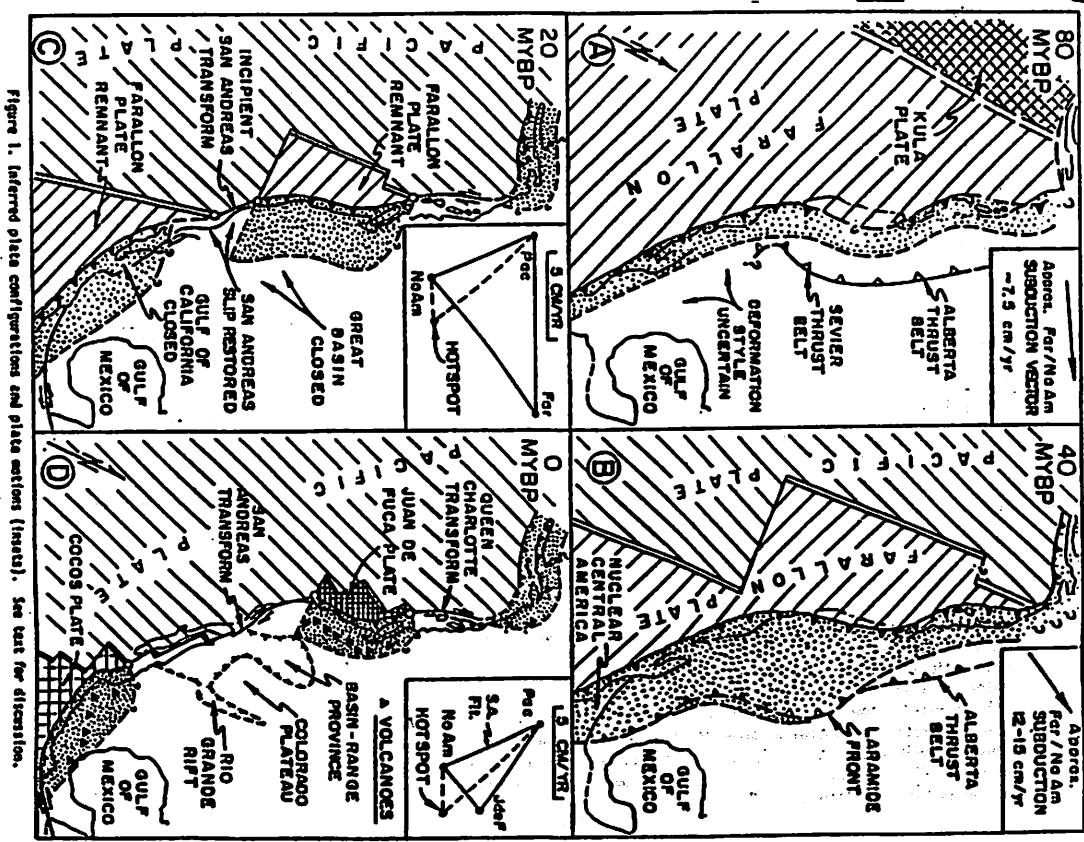 80
MYBP
A
KULA
PLATE
FARALLON
PLATE
Appros. Far/NoAm
SUBDUCTION VECTOR
~7.5 cm/yr
ALBERTA
THRUST
BELT
SEVIER
THRUST
BELT
DEFORMATION
STYLE
UNCERTAIN
GULF
OF
MEXICO
?
N
40
MYBP
B
PACIFIC
PLATE
FARALLON
PLATE
NUCLEAR
CENTRAL
AMERICA
Appros.
Far / No Am
SUBDUCTION
12-15 cm/yr
ALBERTA
THRUST
BELT
LARAMIDE
FRONT
GULF
OF
MEXICO
20
MYBP
C
PACIFIC
PLATE
FARALLON
PLATE
REMNANT
INCIPIENT
SAN ANDREAS
TRANSFORM
FARALLON
PLATE
REMNANT
5 CM/YR
Pac
Far
NoAm
HOTSPOT
GREAT
BASIN
CLOSED
SAN ANDREAS
SLIP RESTORED
GULF OF
CALIFORNIA
CLOSED
GULF
OF
MEXICO
0
MYBP
D
PACIFIC
PLATE
N
QUEEN
CHARLOTTE
TRANSFORM
JUAN DE
FUCA PLATE
SAN
ANDREAS
TRANSFORM
COCOS PLATE
5 CM/YR
Pac
S.A.
Flt.
NoAm
HOTSPOT
JdeF
VOLCANOES
BASIN-RANGE
PROVINCE
COLORADO
PLATEAU
RIO
GRANDE
RIFT
GULF
OF
MEXICO
Figure 1. Inferred plate configurations and plate motions (insets). See text for discussion.